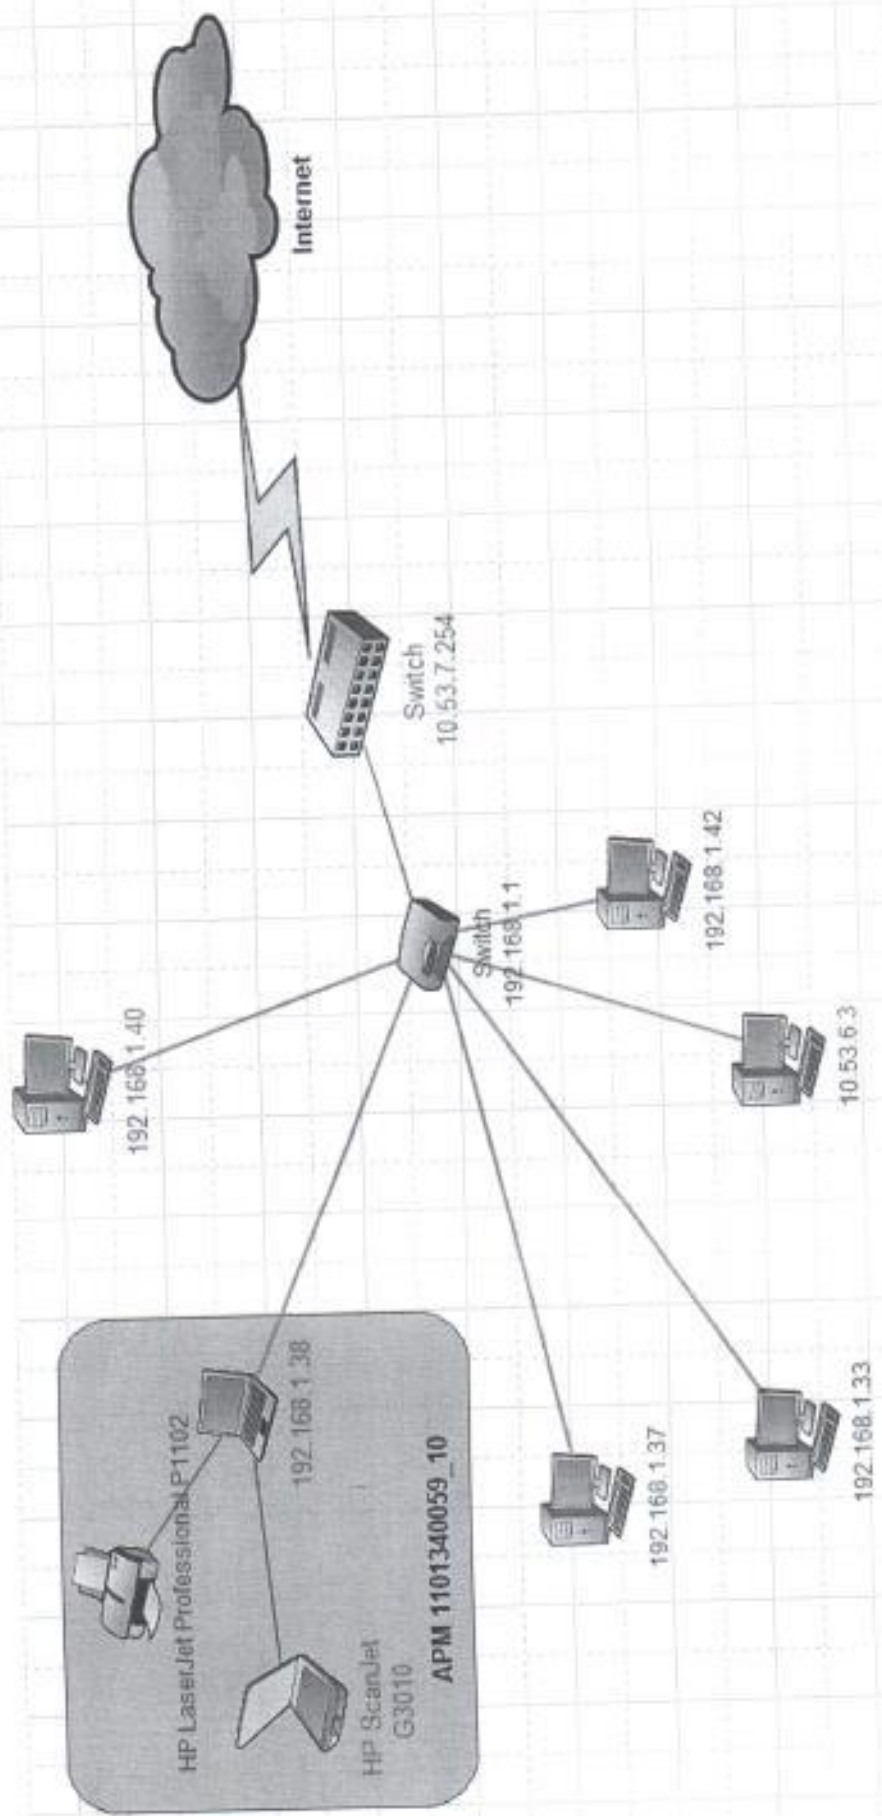 HP LaserJet Professional P1102
192.168.1.40
Internet
192.168.1.38
HP ScanJet
G3010
APM 1101340059_10
Switch
10.53.7.254
Switch
192.168.1.1
192.168.1.37
192.168.1.42
192.168.1.33
10.53.6.3